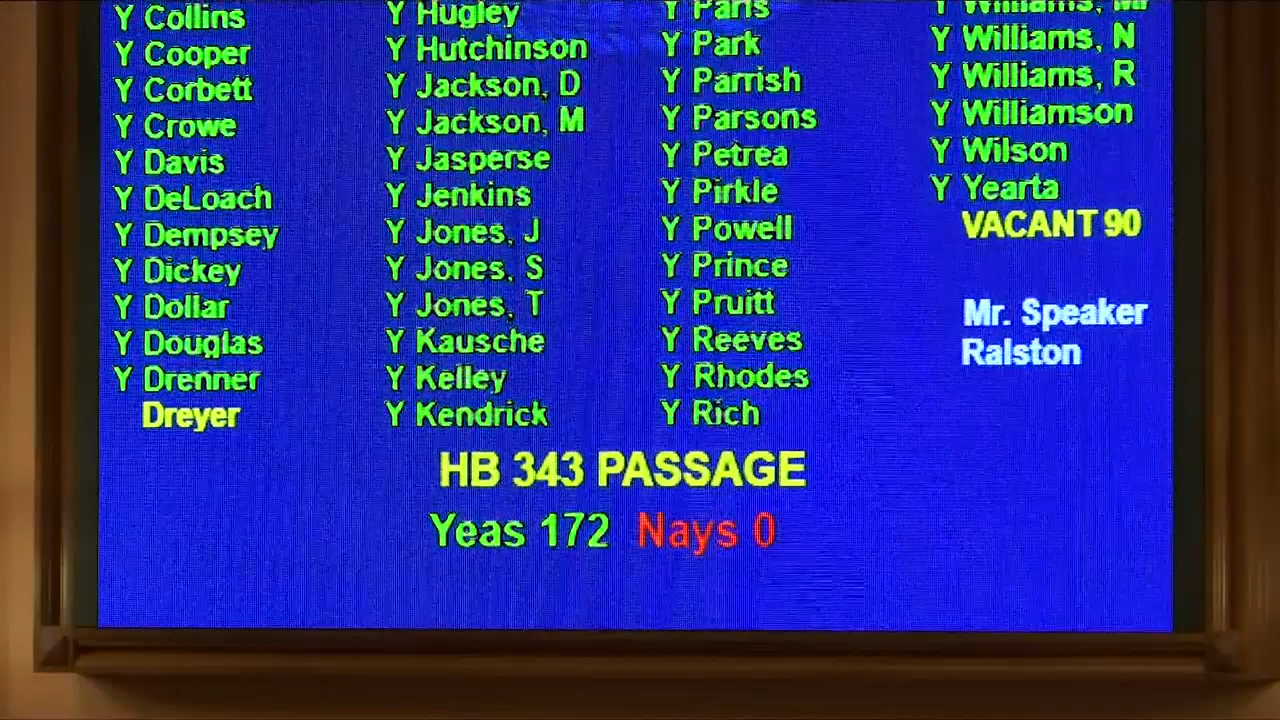 Y Collins
Y Cooper
Y Corbett
Y Crowe
Y Davis
Y DeLoach
Y Dempsey
Y Dickey
Y Dollar
Y Douglas
Y Drenner
Dreyer
Y Hugley
Y Hutchinson
Y Jackson, D
Y Jackson, M
Y Jasperse
Y Jenkins
Y Jones, J
Y Jones, S
Y Jones, T
Y Kausche
Y Kelley
Y Kendrick
Y Paris
Y Park
Y Parrish
Y Parsons
Y Petrea
Y Pirkle
Y Powell
Y Prince
Y Pruitt
Y Reeves
Y Rhodes
Y Rich
Y Williams,
Y Williams, N
Y Williams, R
Y Williamson
Y Wilson
Y Yearta
VACANT 90
Mr. Speaker
Ralston
HB 343 PASSAGE
Yeas 172 Nays 0